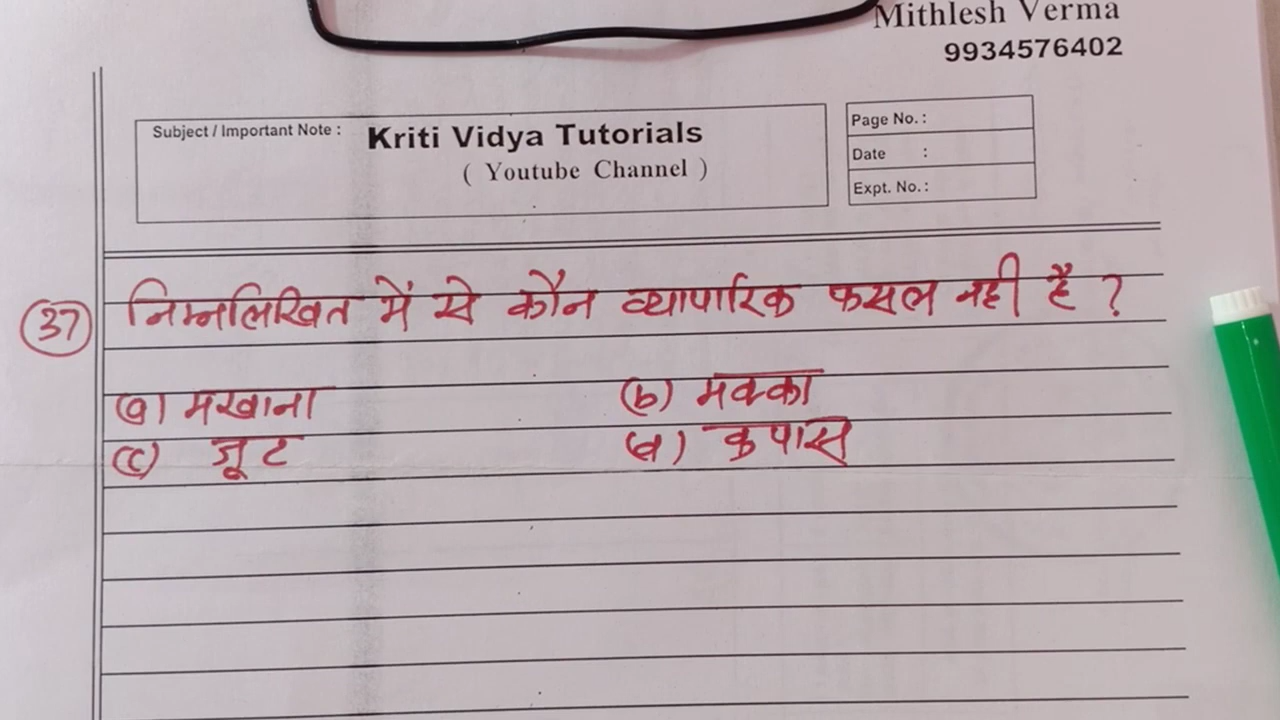 Mithlesh Verma
9934576402
Subject / Important Note : Kriti Vidya Tutorials
( Youtube Channel )
Page No. :
Date :
Expt. No. :
37 निम्नलिखित में से कौन व्यापारिक फसल नही है ?
(a) मखाना (b) मक्का
(c) जूट (d) कपास